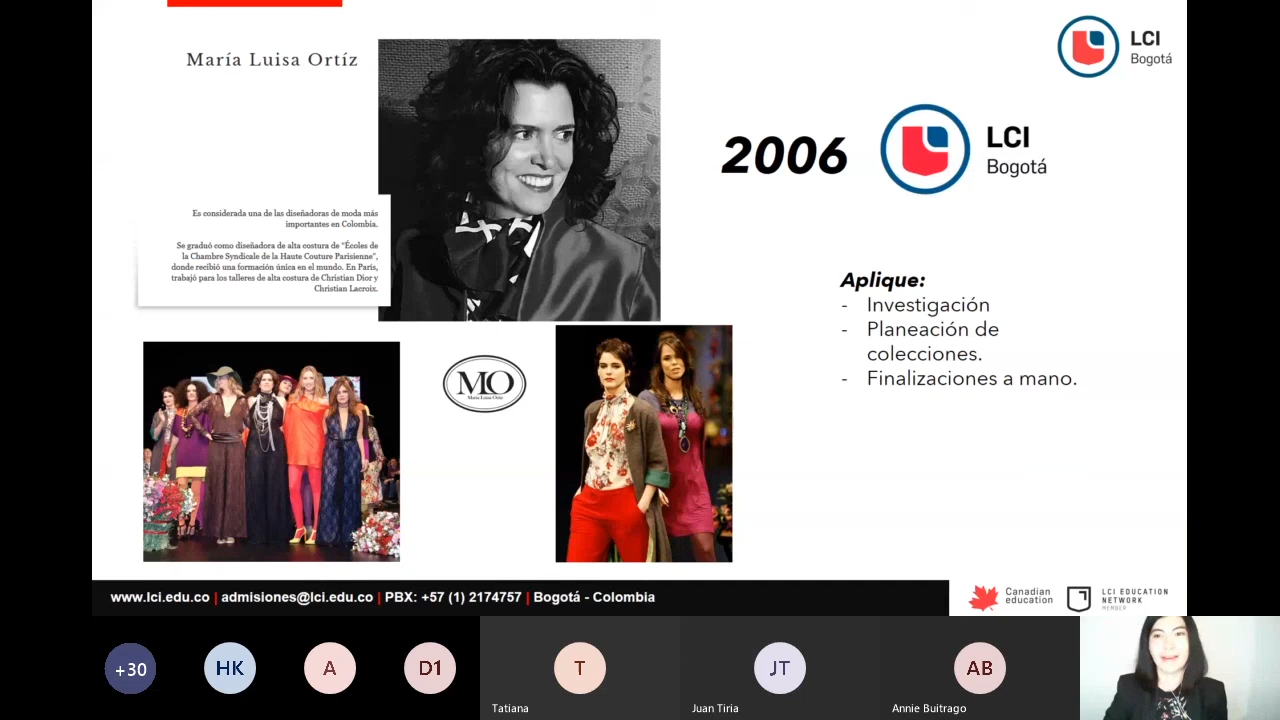 María Luisa Ortíz
LCI
Bogotá
2006
LCI
Bogotá
Es considerada una de las diseñadoras de moda más
importantes en Colombia.
Se graduó como diseñadora de alta costura de "Écoles de
la Chambre Syndicale de la Haute Couture Parisienne",
donde recibió una formación única en el mundo. En París,
trabajó para los talleres de alta costura de Christian Dior y
Christian Lacroix.
Aplique:
- Investigación
- Planeación de
colecciones.
- Finalizaciones a mano.
MO
María Luisa Ortíz
www.lci.edu.co | admisiones@lci.edu.co | PBX: +57 (1) 2174757 | Bogotá - Colombia
Canadian
education
LCI EDUCATION
NETWORK
MEMBER
+30
HK
A
D1
T
JT
AB
Tatiana
Juan Tiria
Annie Buitrago